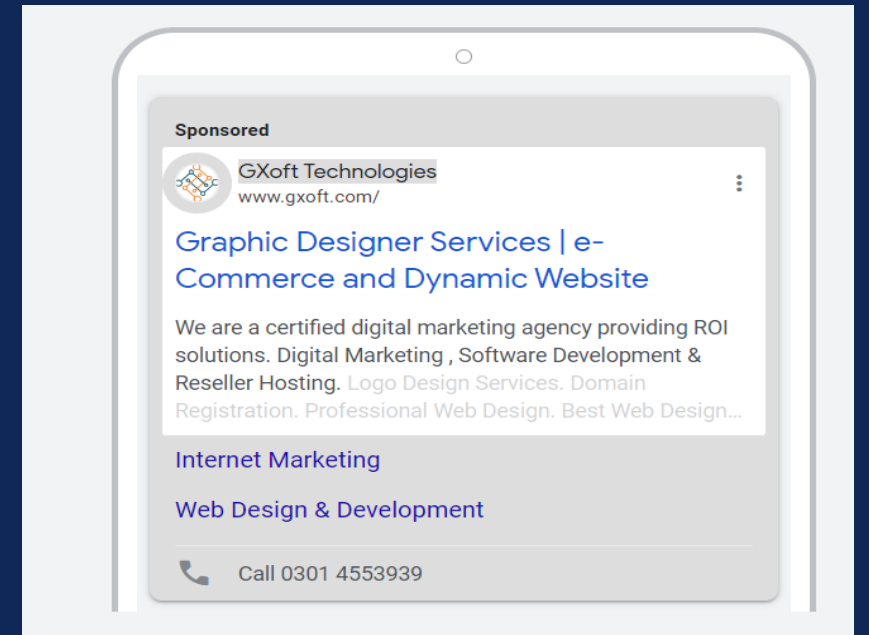 Sponsored
GXoft Technologies
www.gxoft.com/
Graphic Designer Services | e-
Commerce and Dynamic Website
We are a certified digital marketing agency providing ROI
solutions. Digital Marketing , Software Development &
Reseller Hosting. Logo Design Services. Domain
Registration. Professional Web Design. Best Web Design...
Internet Marketing
Web Design & Development
Call 0301 4553939